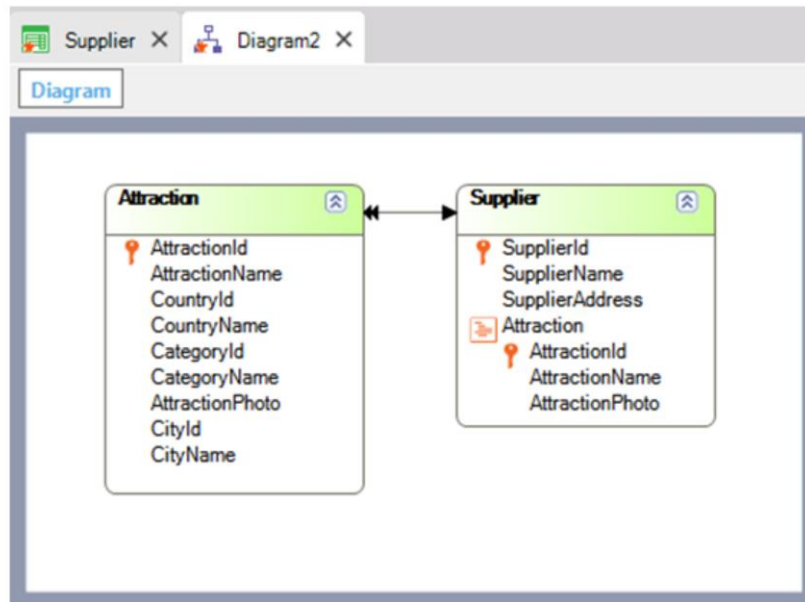 Supplier
Diagram2
Diagram
Attraction
AttractionId
AttractionName
CountryId
CountryName
CategoryId
CategoryName
AttractionPhoto
CityId
CityName
Supplier
SupplierId
SupplierName
SupplierAddress
Attraction
AttractionId
AttractionName
AttractionPhoto